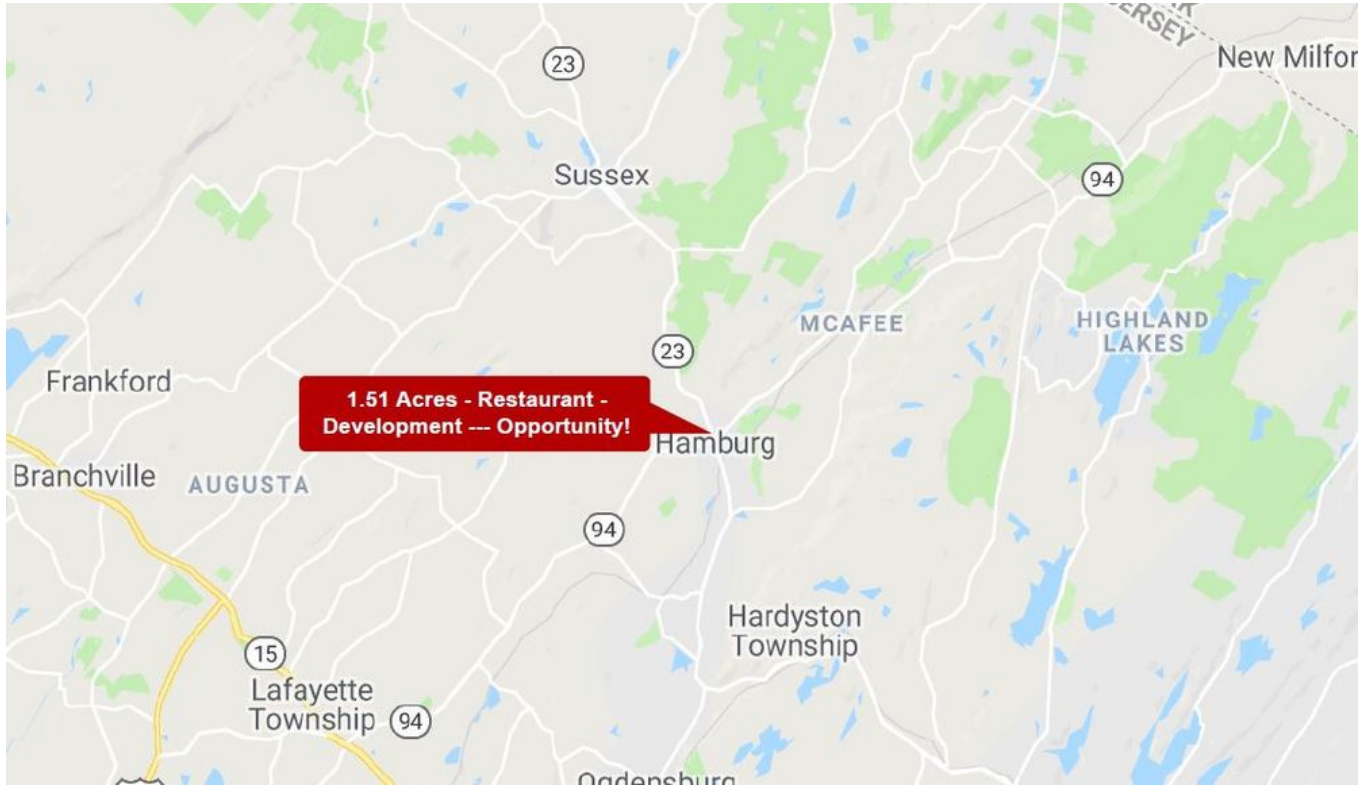 RK
ERSEY
New Milfor
23
Sussex
94
MCAFEE
HIGHLAND
LAKES
23
Frankford
1.51 Acres - Restaurant -
Development --- Opportunity!
Hamburg
Branchville
AUGUSTA
94
Hardyston
Township
15
Lafayette
Township
94
Ogdensburg